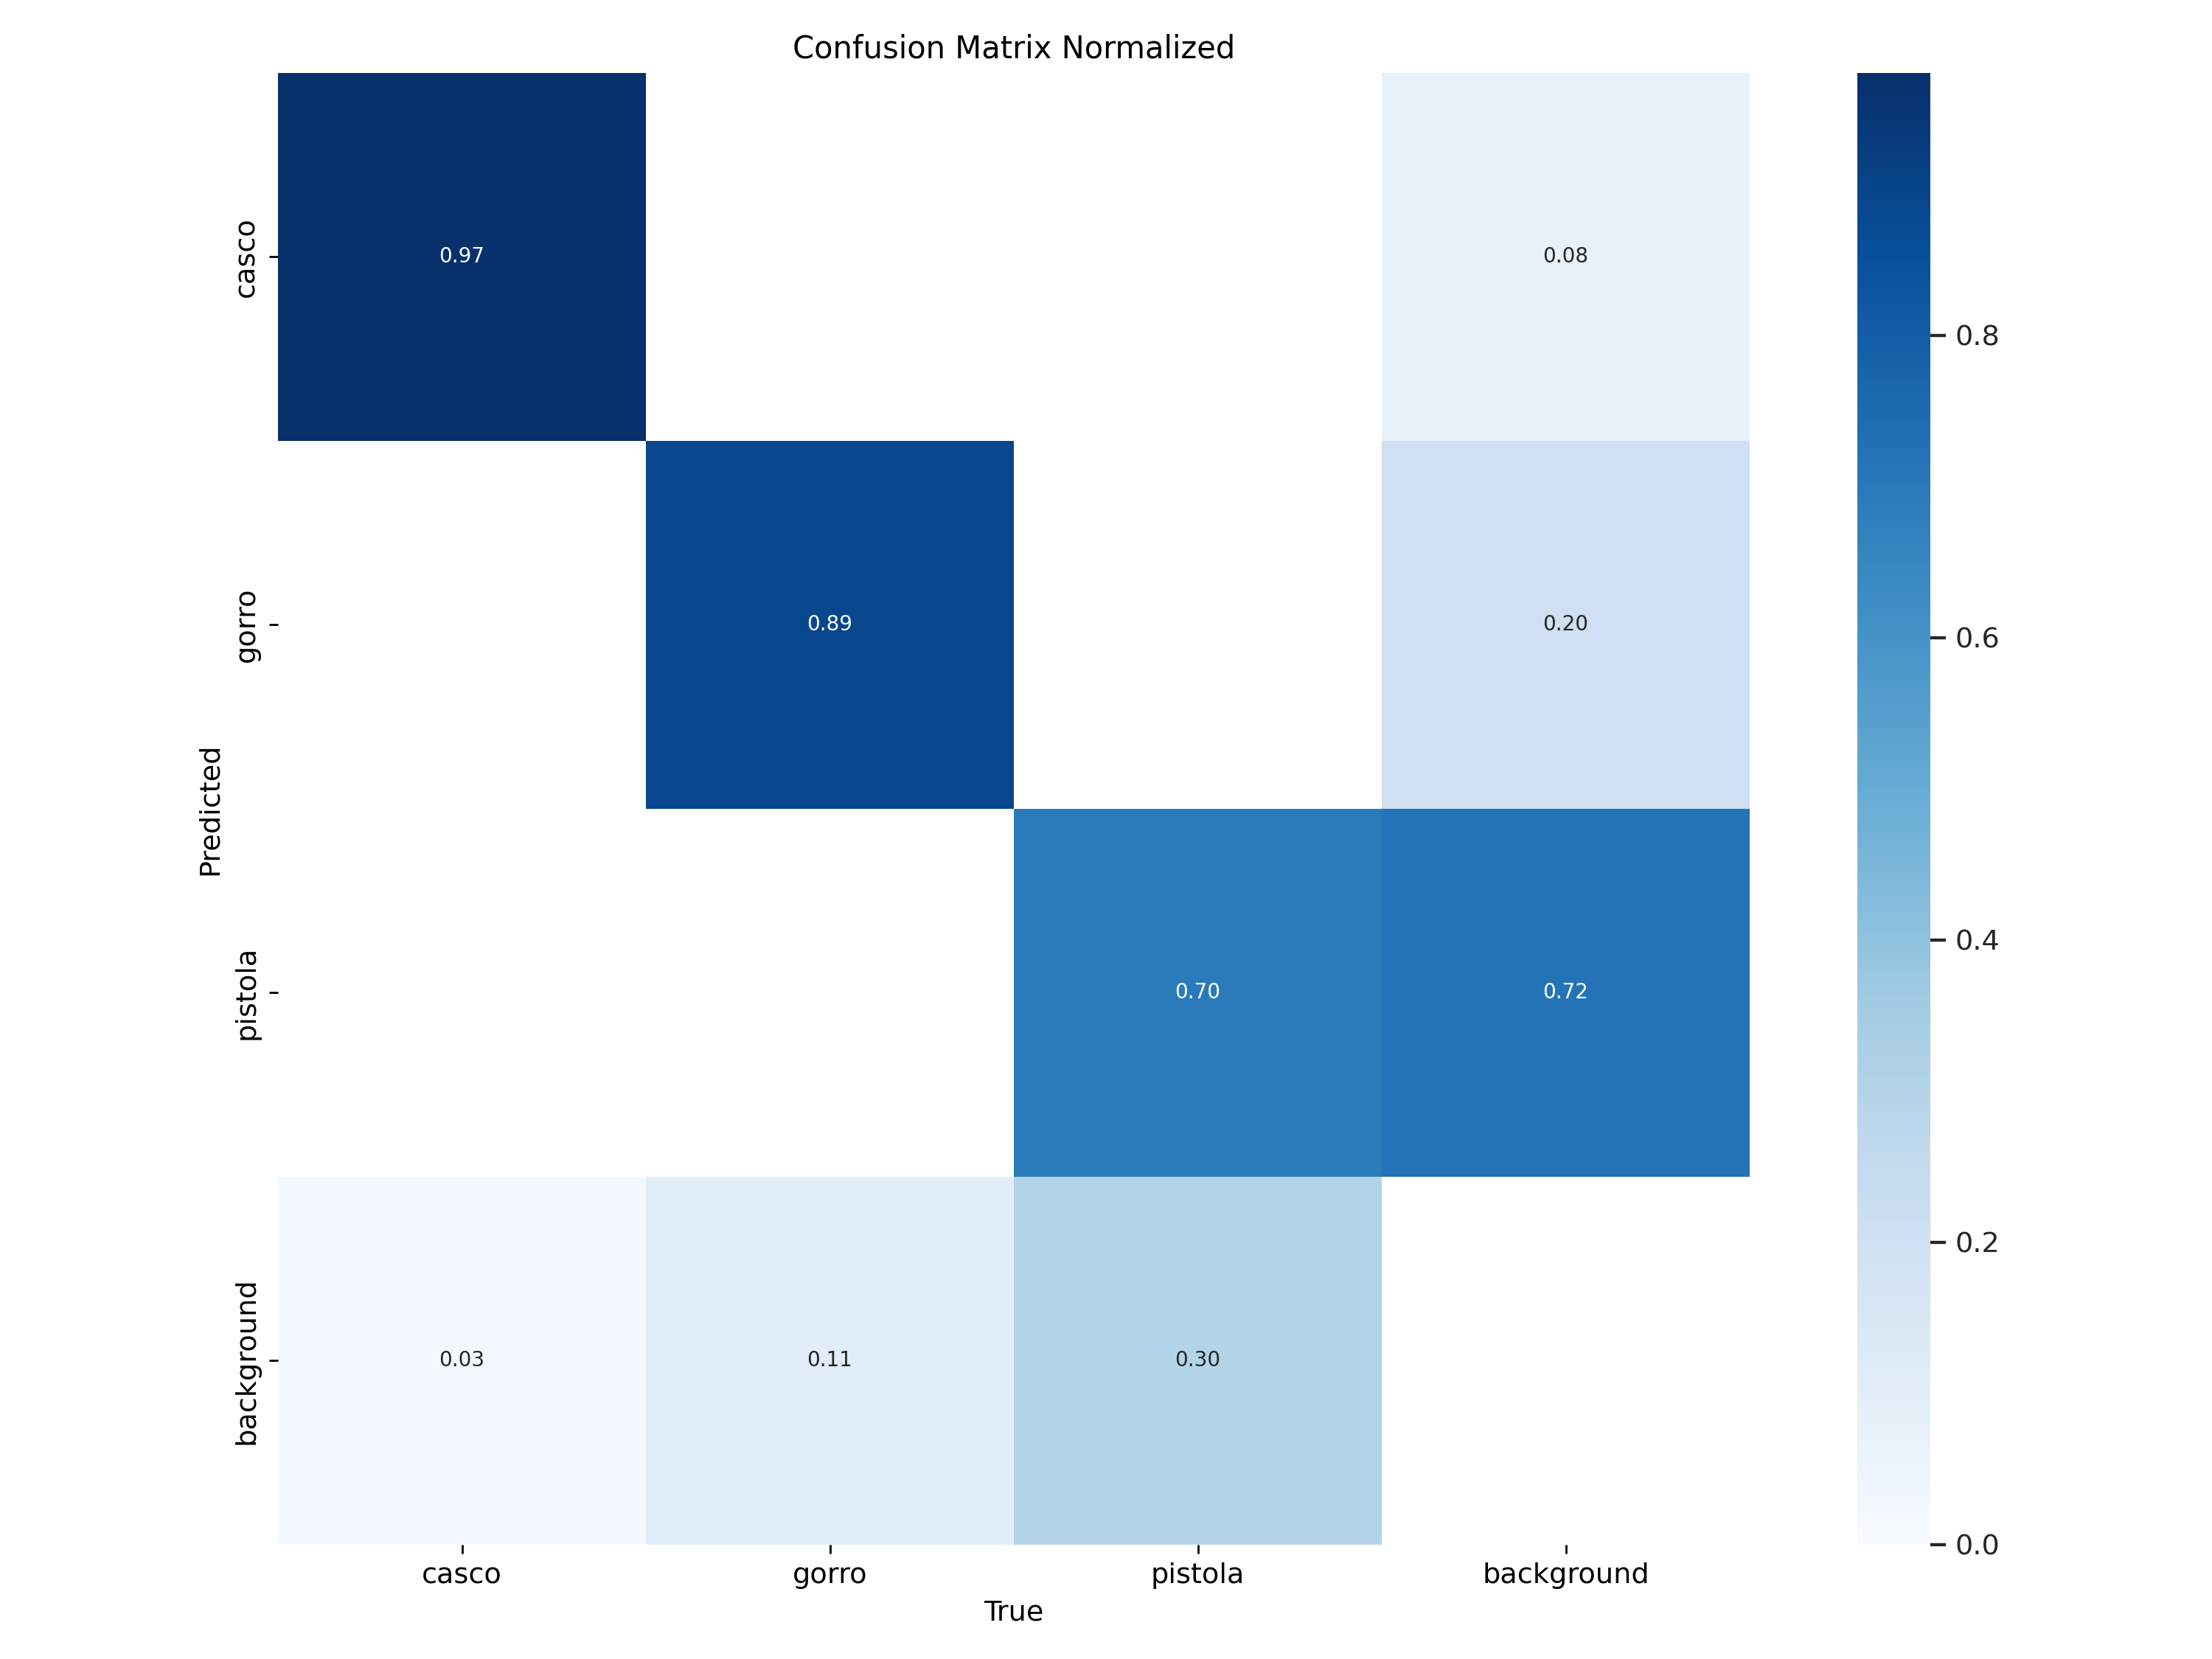 Confusion Matrix Normalized
casco
0.97
0.08
0.8
gorro
0.89
0.20
0.6
Predicted
pistola
0.70
0.72
0.4
background
0.03
0.11
0.30
0.2
0.0
casco
gorro
pistola
background
True